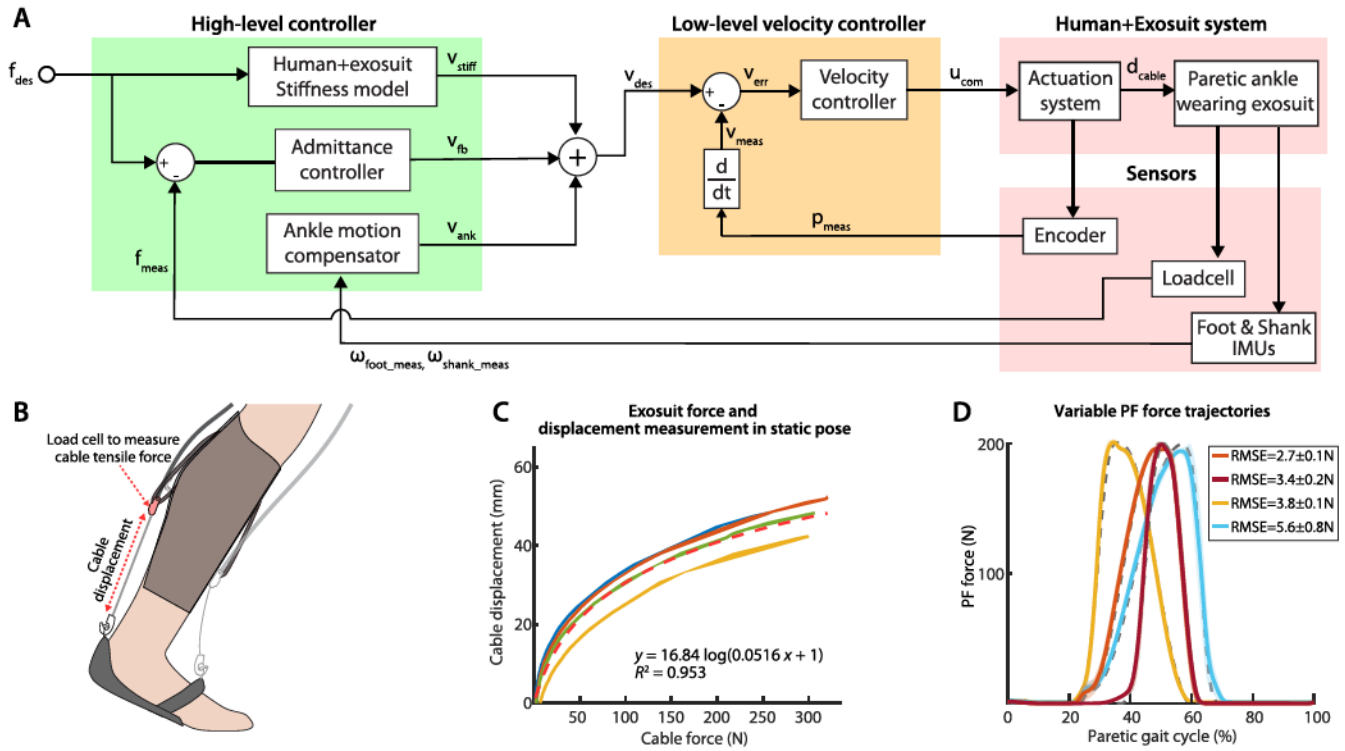 A
High-level controller
Low-level velocity controller
Human+Exosuit system
f_des
Human+exosuit
Stiffness model
v_stiff
+
-
Admittance
controller
v_fb
Ankle motion
compensator
v_ank
f_meas
+
v_des
+
-
v_err
Velocity
controller
u_com
v_meas
d
dt
p_meas
Actuation
system
d_cable
Paretic ankle
wearing exosuit
Sensors
Encoder
Loadcell
Foot & Shank
IMUs
ω_foot_meas, ω_shank_meas
B
Load cell to measure
cable tensile force
Cable
displacement
C
Exosuit force and
displacement measurement in static pose
Cable displacement (mm)
60
40
20
0
50
100
150
200
250
300
Cable force (N)
y = 16.84 log(0.0516 x + 1)
R² = 0.953
D
Variable PF force trajectories
PF force (N)
200
100
0
20
40
60
80
100
Paretic gait cycle (%)
RMSE=2.7±0.1N
RMSE=3.4±0.2N
RMSE=3.8±0.1N
RMSE=5.6±0.8N